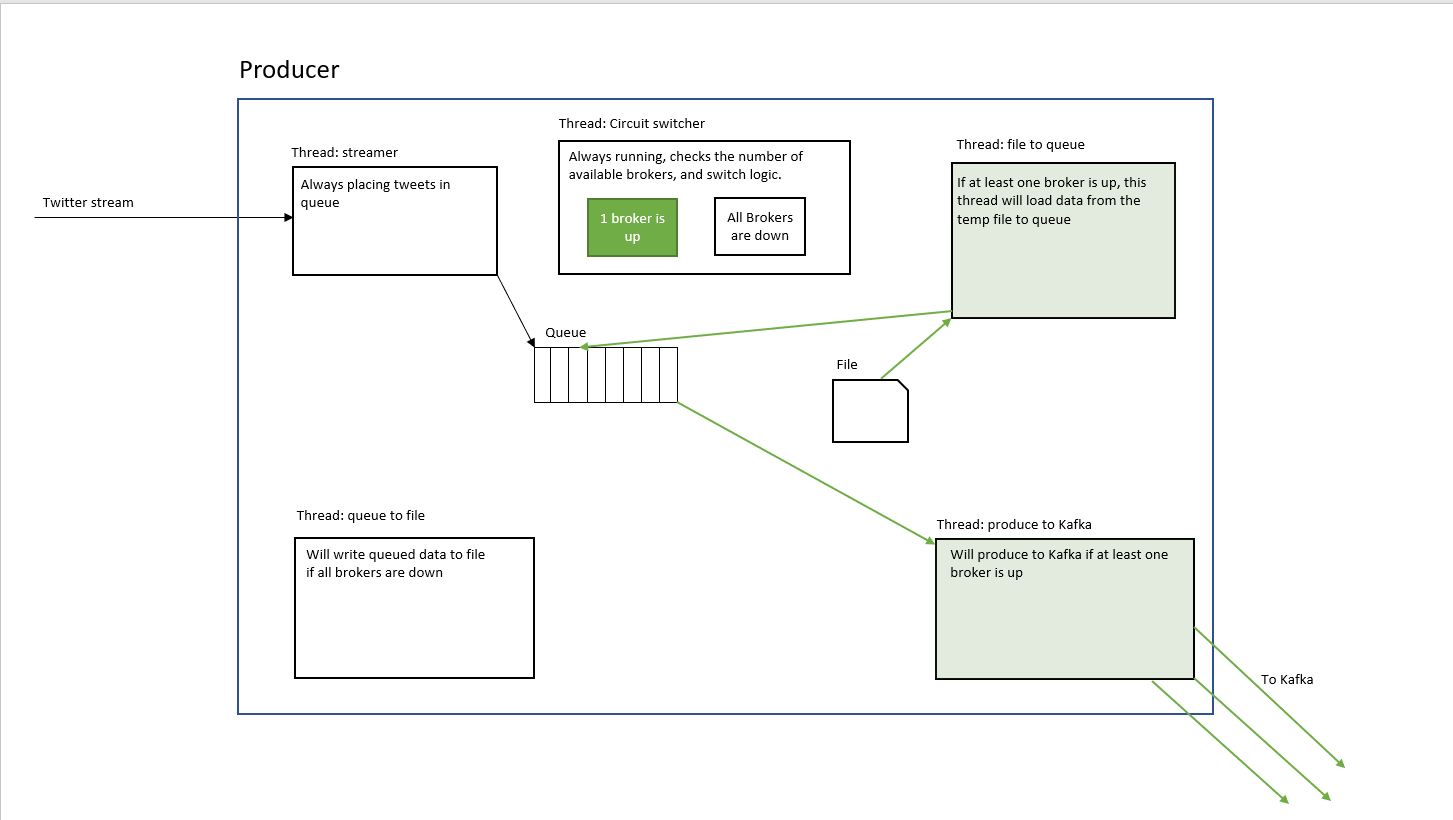 Producer
Thread: Circuit switcher
Thread: streamer
Thread: file to queue
Always running, checks the number of
available brokers, and switch logic.
Always placing tweets in
queue
If at least one broker is up, this
thread will load data from the
temp file to queue
Twitter stream
1 broker is
up
All Brokers
are down
Queue
File
Thread: queue to file
Thread: produce to Kafka
Will write queued data to file
if all brokers are down
Will produce to Kafka if at least one
broker is up
To Kafka